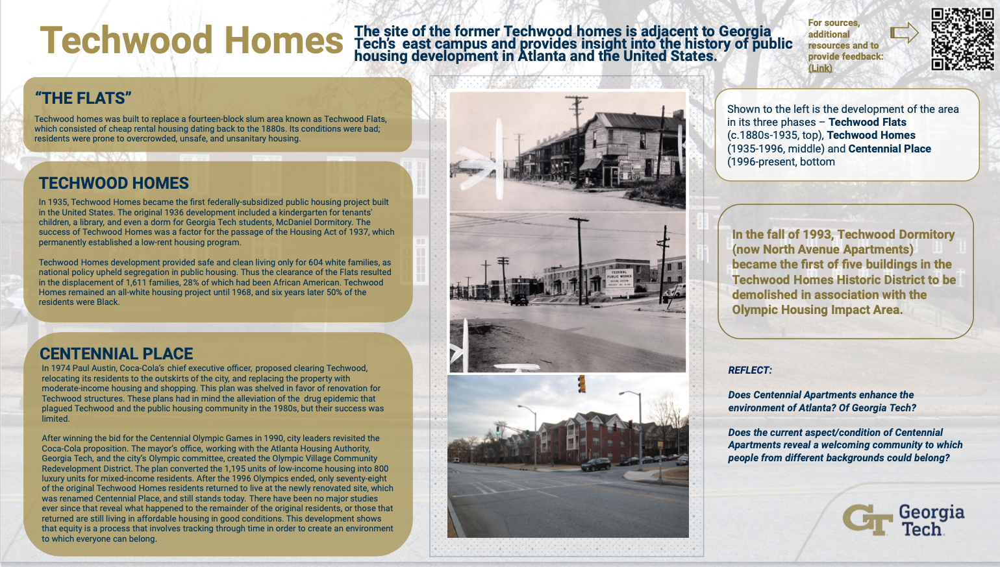 Techwood Homes
The site of the former Techwood homes is adjacent to Georgia
Tech's east campus and provides insight into the history of public
housing development in Atlanta and the United States.
For sources,
additional
resources and to
provide feedback:
(Link)
“THE FLATS”
Techwood homes was built to replace a fourteen-block slum area known as Techwood Flats,
which consisted of cheap rental housing dating back to the 1880s. Its conditions were bad;
residents were prone to overcrowded, unsafe, and unsanitary housing.
TECHWOOD HOMES
In 1935, Techwood Homes became the first federally-subsidized public housing project built
in the United States. The original 1936 development included a kindergarten for tenants'
children, a library, and even a dorm for Georgia Tech students, McDaniel Dormitory. The
success of Techwood Homes was a factor for the passage of the Housing Act of 1937, which
permanently established a low-rent housing program.
Techwood Homes development provided safe and clean living only for 604 white families, as
national policy upheld segregation in public housing. Thus the clearance of the Flats resulted
in the displacement of 1,611 families, 28% of which had been African American. Techwood
Homes remained an all-white housing project until 1968, and six years later 50% of the
residents were Black.
CENTENNIAL PLACE
In 1974 Paul Austin, Coca-Cola's chief executive officer, proposed clearing Techwood,
relocating its residents to the outskirts of the city, and replacing the property with
moderate-income housing and shopping. This plan was shelved in favor of renovation for
Techwood structures. These plans had in mind the alleviation of the drug epidemic that
plagued Techwood and the public housing community in the 1980s, but their success was
limited.
After winning the bid for the Centennial Olympic Games in 1990, city leaders revisited the
Coca-Cola proposition. The mayor's office, working with the Atlanta Housing Authority,
Georgia Tech, and the city's Olympic committee, created the Olympic Village Community
Redevelopment District. The plan converted the 1,195 units of low-income housing into 800
luxury units for mixed-income residents. After the 1996 Olympics ended, only seventy-eight
of the original Techwood Homes residents returned to live at the newly renovated site, which
was renamed Centennial Place, and still stands today. There have been no major studies
ever since that reveal what happened to the remainder of the original residents, or those that
returned are still living in affordable housing in good conditions. This development shows
that equity is a process that involves tracking through time in order to create an environment
to which everyone can belong.
FEDERAL
PUBLIC WORKS
Shown to the left is the development of the area
in its three phases – Techwood Flats
(c.1880s-1935, top), Techwood Homes
(1935-1996, middle) and Centennial Place
(1996-present, bottom
In the fall of 1993, Techwood Dormitory
(now North Avenue Apartments)
became the first of five buildings in the
Techwood Homes Historic District to be
demolished in association with the
Olympic Housing Impact Area.
REFLECT:
Does Centennial Apartments enhance the
environment of Atlanta? Of Georgia Tech?
Does the current aspect/condition of Centennial
Apartments reveal a welcoming community to which
people from different backgrounds could belong?
GT Georgia
Tech